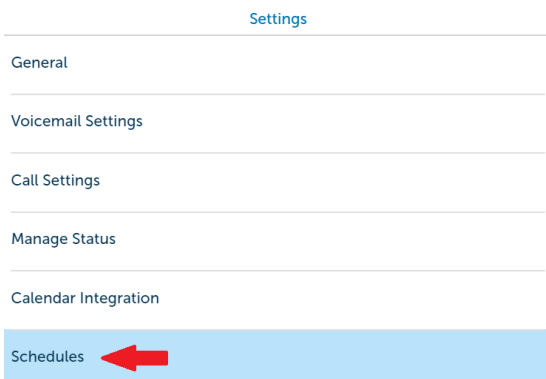 Settings
General
Voicemail Settings
Call Settings
Manage Status
Calendar Integration
Schedules